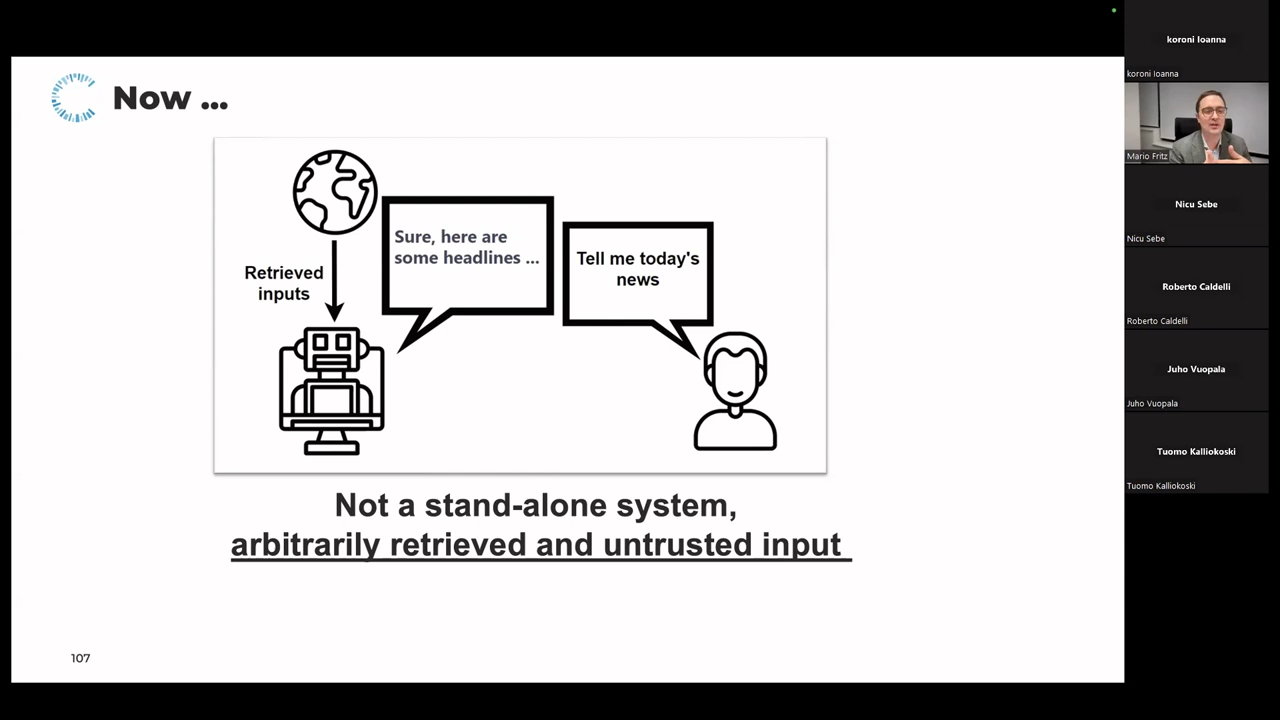 Now ...
Sure, here are
some headlines ...
Tell me today's
news
Retrieved
inputs
Not a stand-alone system,
arbitrarily retrieved and untrusted input
107
koroni Ioanna
koroni Ioanna
Mario Fritz
Nicu Sebe
Nicu Sebe
Roberto Caldelli
Roberto Caldelli
Juho Vuopala
Juho Vuopala
Tuomo Kalliokoski
Tuomo Kalliokoski